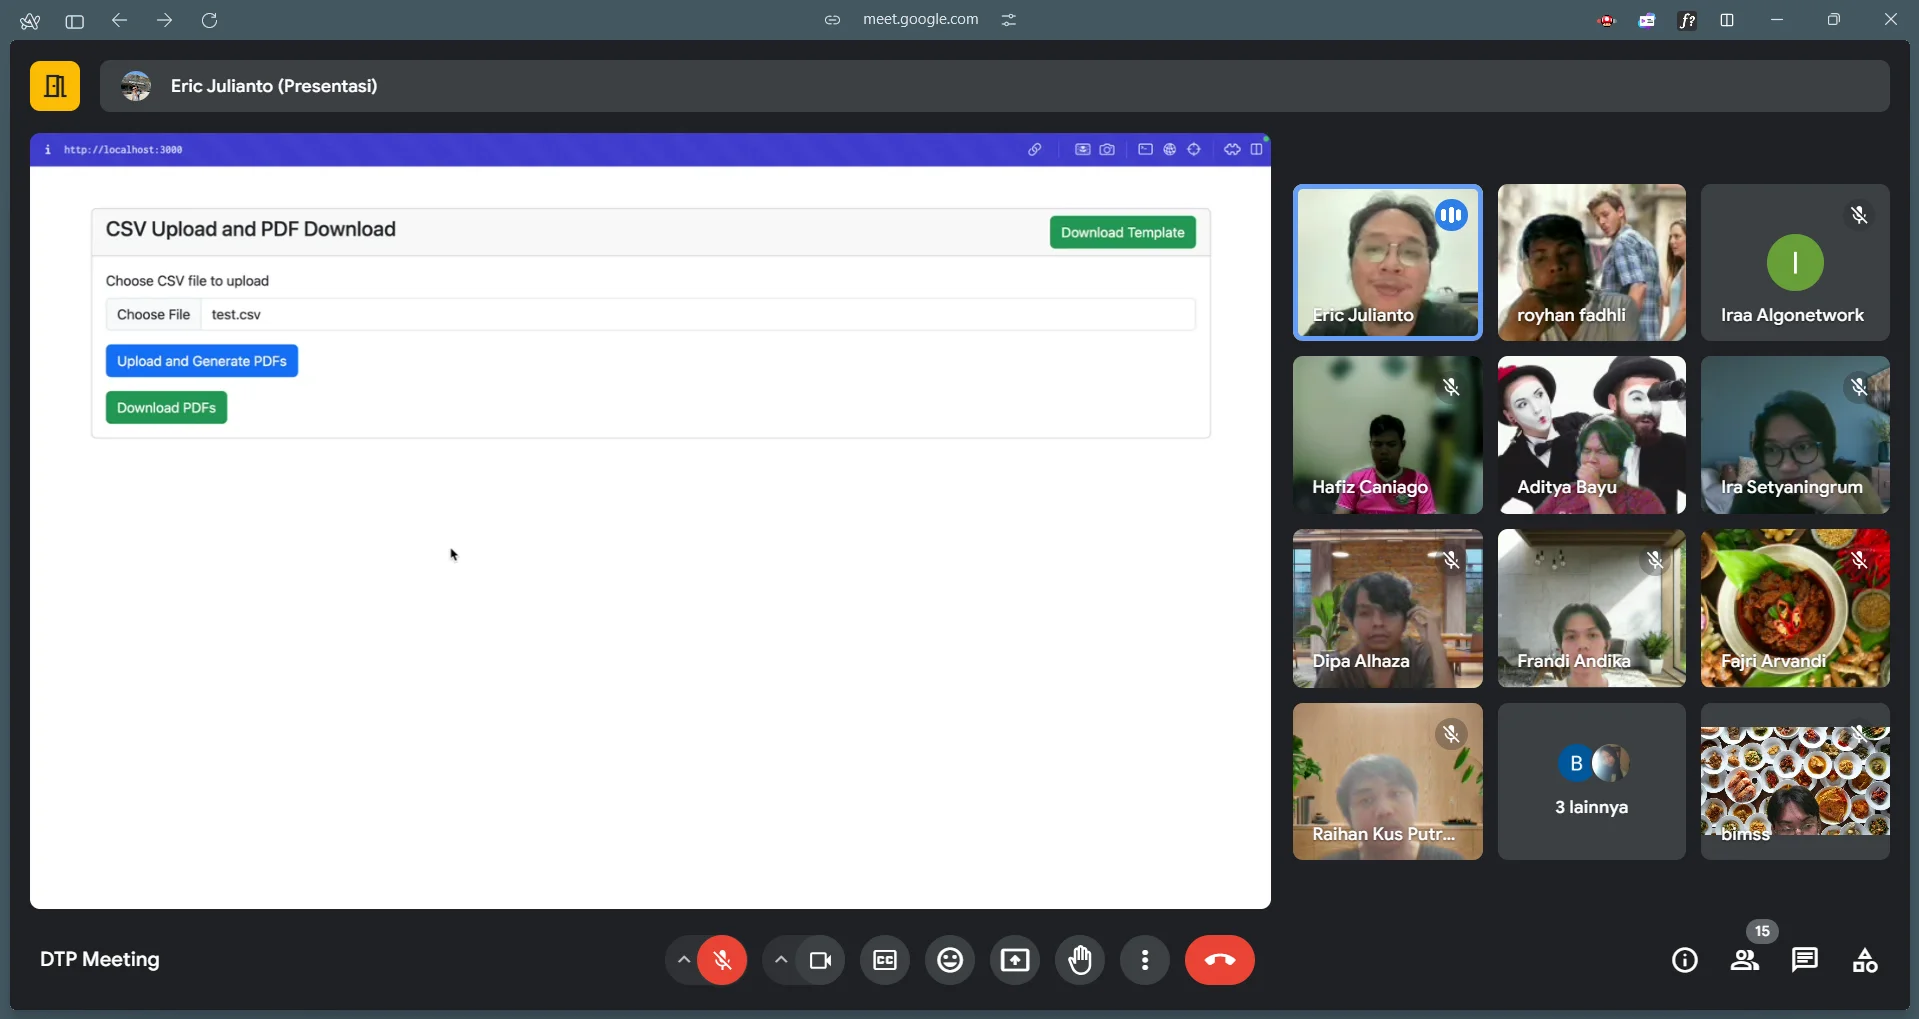 meet.google.com
Eric Julianto (Presentasi)
http://localhost:3000
CSV Upload and PDF Download
Download Template
Choose CSV file to upload
Choose File
test.csv
Upload and Generate PDFs
Download PDFs
Eric Julianto
royhan fadhli
I
Iraa Algonetwork
Hafiz Caniago
Aditya Bayu
Ira Setyaningrum
Dipa Alhaza
Frandi Andika
Fajri Arvandi
Raihan Kus Putr...
B
3 lainnya
bimss
DTP Meeting
CC
15